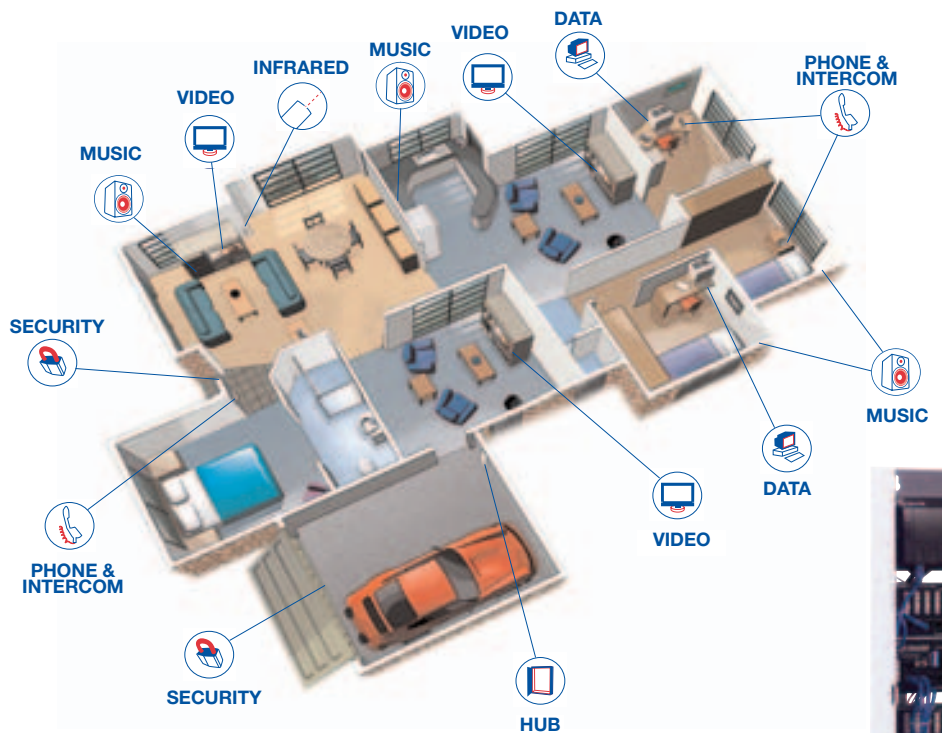 DATA
VIDEO
MUSIC
PHONE &
INTERCOM
INFRARED
VIDEO
MUSIC
SECURITY
MUSIC
DATA
VIDEO
PHONE &
INTERCOM
SECURITY
HUB